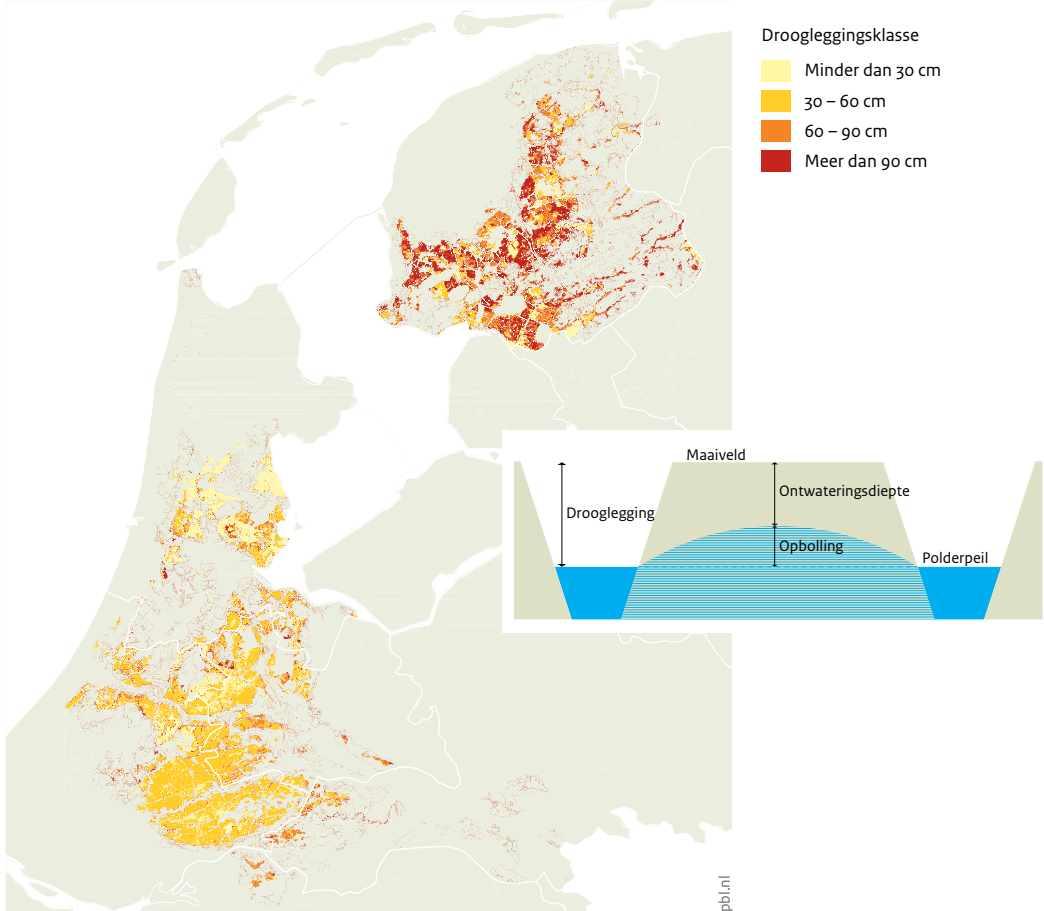 Droogleggingsklasse
Minder dan 30 cm
30 – 60 cm
60 – 90 cm
Meer dan 90 cm
Maaiveld
Ontwateringsdiepte
Drooglegging
Opbolling
Polderpeil
pbl.nl